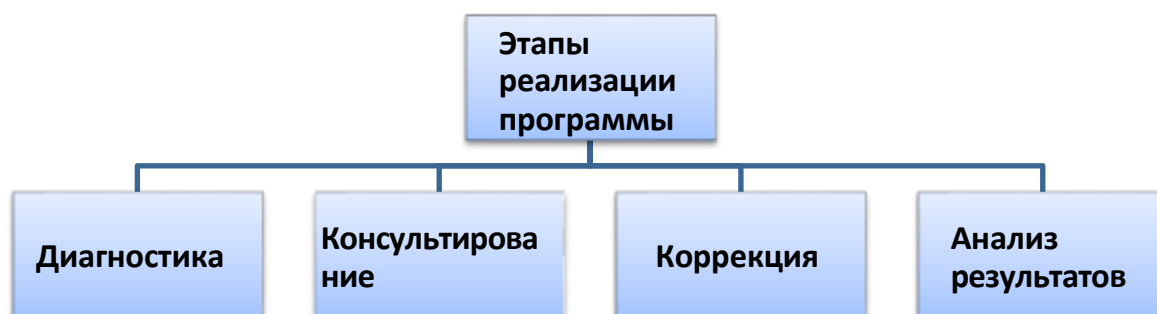 Этапы
реализации
программы
Диагностика
Консультирова
ние
Коррекция
Анализ
результатов